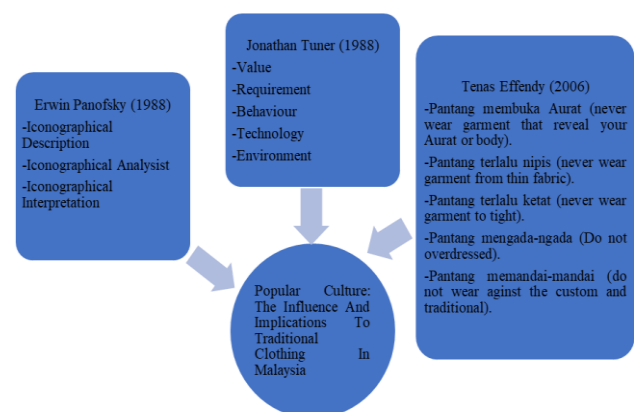 Erwin Panofsky (1988)
-Iconographical
Description
-Iconographical Analysist
-Iconographical
Interpretation
Jonathan Tuner (1988)
-Value
-Requirement
-Behaviour
-Technology
-Environment
Tenas Effendy (2006)
-Pantang membuka Aurat (never
wear garment that reveal your
Aurat or body).
-Pantang terlalu nipis (never wear
garment from thin fabric).
-Pantang terlalu ketat (never wear
garment to tight).
-Pantang mengada-ngada (Do not
overdressed).
-Pantang memandai-mandai (do
not wear aginst the custom and
traditional).
Popular Culture:
The Influence And
Implications To
Traditional
Clothing In
Malaysia